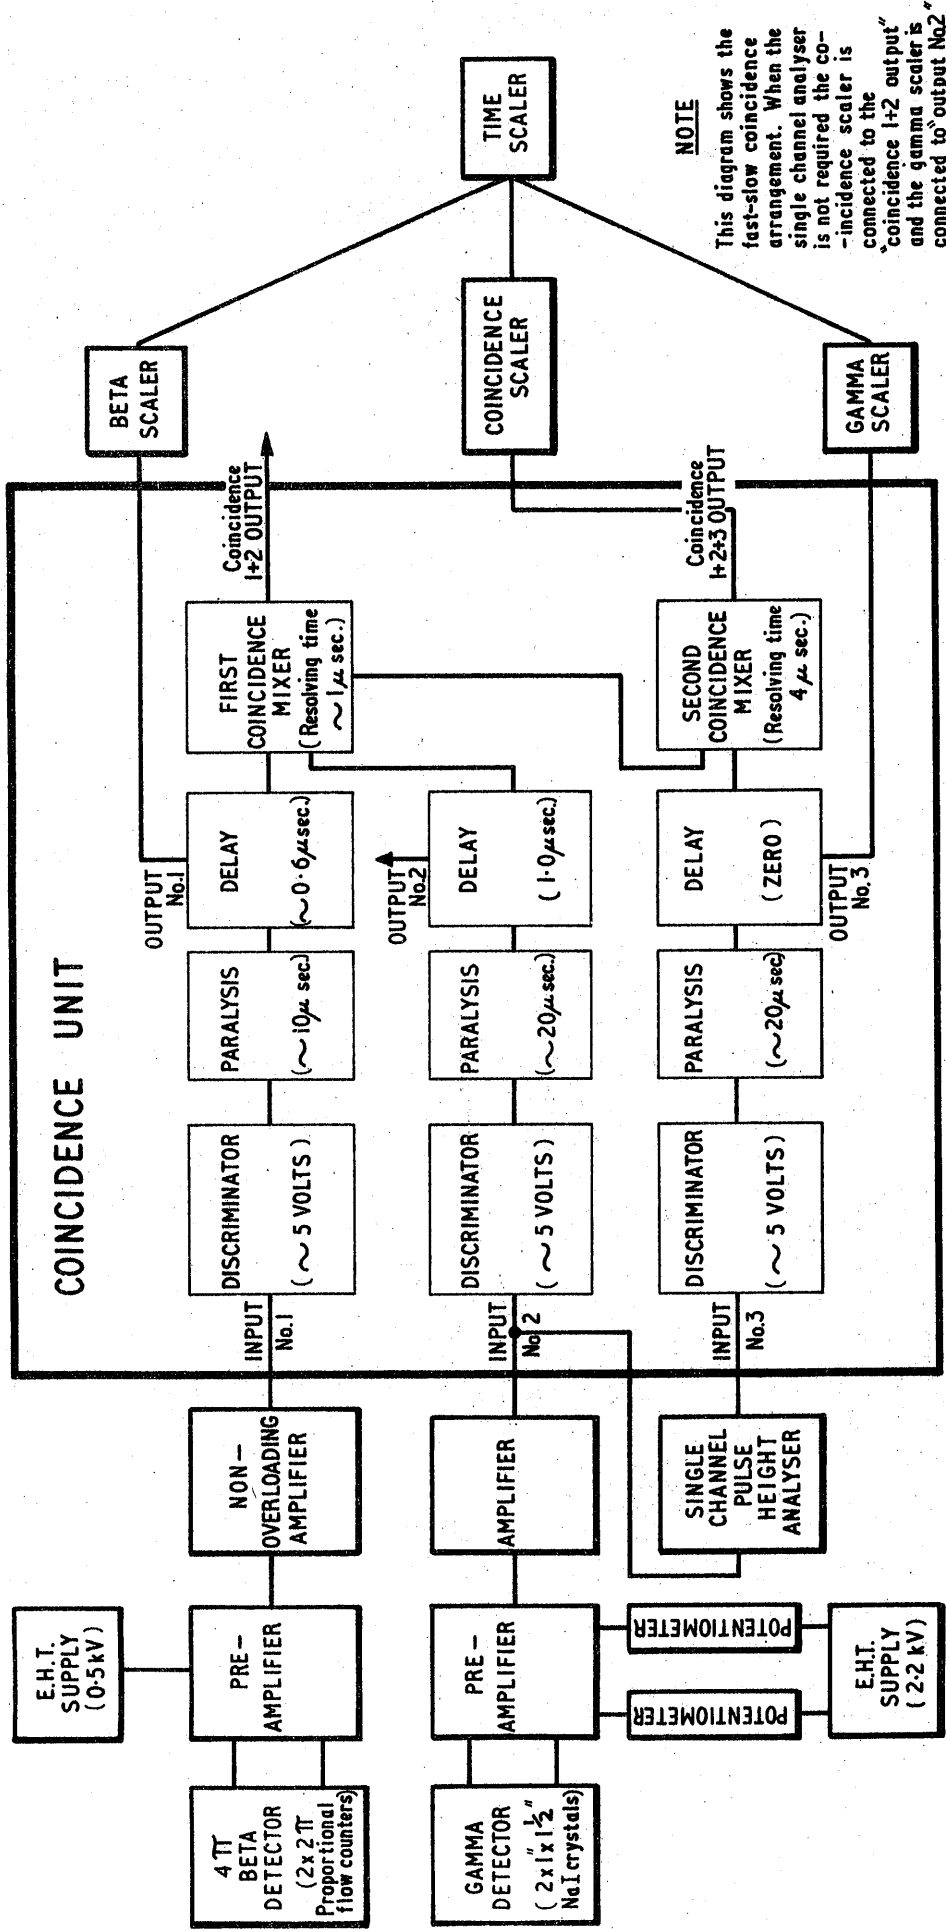 COINCIDENCE UNIT
E.H.T.
SUPPLY
(0·5kV)
4 π
BETA
DETECTOR
(2 x 2π
Proportional
flow counters)
PRE–
AMPLIFIER
NON–
OVERLOADING
AMPLIFIER
INPUT
No.1
DISCRIMINATOR
(~5 VOLTS)
PARALYSIS
(~10μ sec.)
DELAY
(~0·6μsec.)
OUTPUT
No.1
FIRST
COINCIDENCE
MIXER
(Resolving time
~1μ sec.)
Coincidence
1+2 OUTPUT
BETA
SCALER
GAMMA
DETECTOR
(2x1"x1½"
NaI crystals)
PRE–
AMPLIFIER
AMPLIFIER
INPUT
No.2
DISCRIMINATOR
(~5 VOLTS)
PARALYSIS
(~20μsec.)
DELAY
(1·0μsec.)
OUTPUT
No.2
COINCIDENCE
SCALER
TIME
SCALER
POTENTIOMETER
POTENTIOMETER
E.H.T.
SUPPLY
(2·2 kV)
SINGLE
CHANNEL
PULSE
HEIGHT
ANALYSER
INPUT
No.3
DISCRIMINATOR
(~5 VOLTS)
PARALYSIS
(~20μsec)
DELAY
(ZERO)
OUTPUT
No.3
SECOND
COINCIDENCE
MIXER
(Resolving time
4μ sec.)
Coincidence
1+2+3 OUTPUT
GAMMA
SCALER
NOTE
This diagram shows the
fast-slow coincidence
arrangement. When the
single channel analyser
is not required the co–
–incidence scaler is
connected to the
"coincidence 1+2 output"
and the gamma scaler is
connected to "output No2"